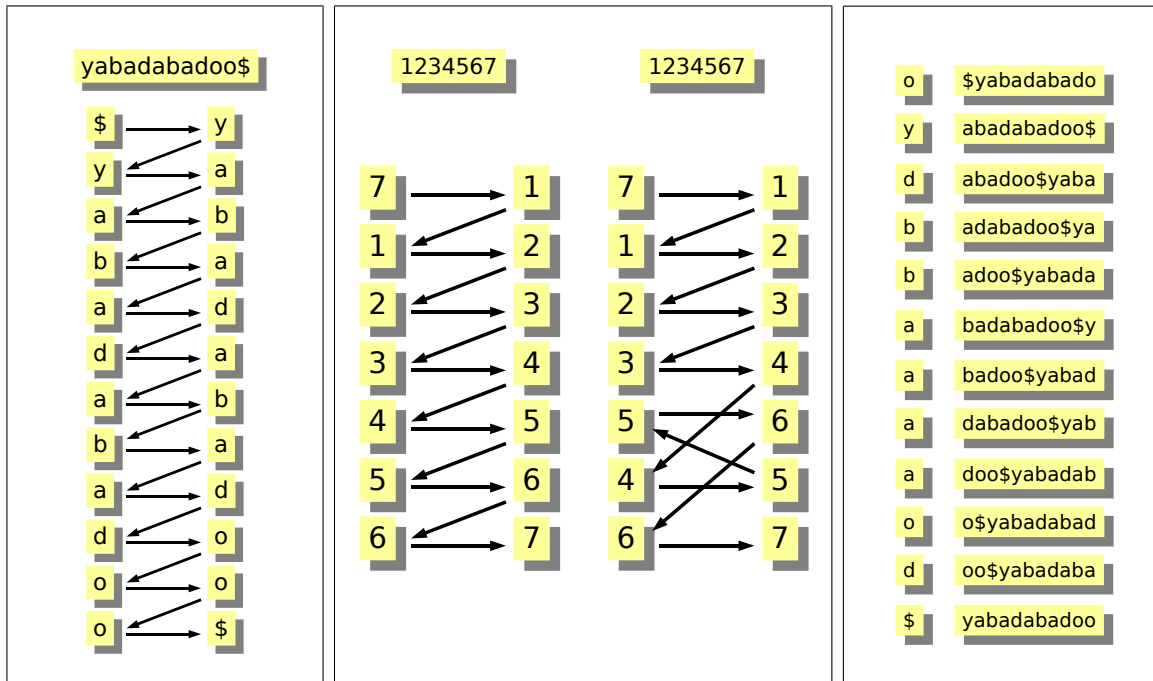 yabadabadoo$
$ y
y a
a b
b a
a d
d a
a b
b a
a d
d o
o o
o $
1234567
7 1
1 2
2 3
3 4
4 5
5 6
6 7
1234567
7 1
1 2
2 3
3 4
5 6
4 5
6 7
o $yabadabado
y abadabadoo$
d abadoo$yaba
b adabadoo$ya
b adoo$yabada
a badabadoo$y
a badoo$yabad
a dabadoo$yab
a doo$yabadab
o o$yabadabad
d oo$yabadaba
$ yabadabadoo